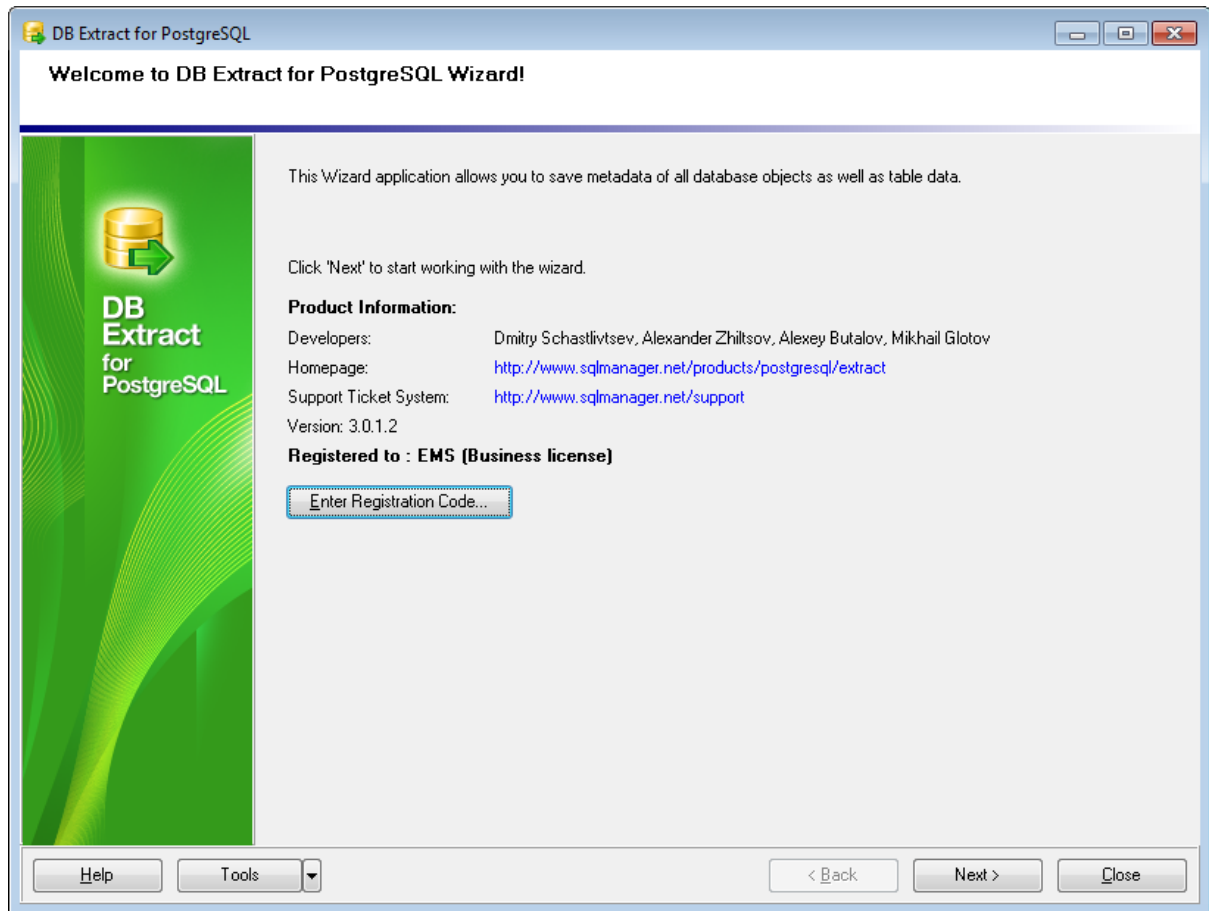 DB Extract for PostgreSQL
Welcome to DB Extract for PostgreSQL Wizard!
This Wizard application allows you to save metadata of all database objects as well as table data.
Click 'Next' to start working with the wizard.
DB
Extract
for
PostgreSQL
Product Information:
Developers: Dmitry Schastlivtsev, Alexander Zhiltsov, Alexey Butalov, Mikhail Glotov
Homepage: http://www.sqlmanager.net/products/postgresql/extract
Support Ticket System: http://www.sqlmanager.net/support
Version: 3.0.1.2
Registered to : EMS (Business license)
Enter Registration Code...
Help Tools < Back Next > Close